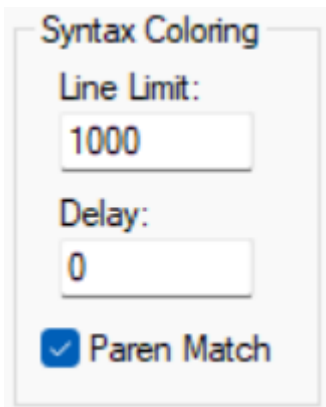 Syntax Coloring
Line Limit:
1000
Delay:
0
Paren Match